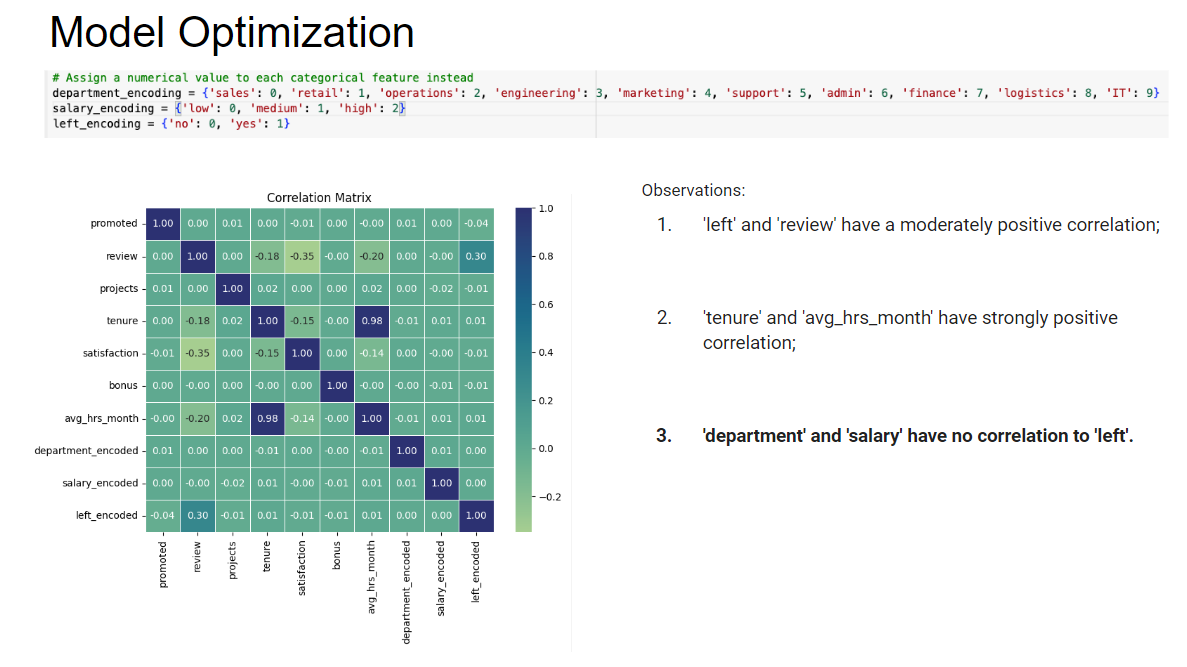 Model Optimization
# Assign a numerical value to each categorical feature instead
department_encoding = {'sales': 0, 'retail': 1, 'operations': 2, 'engineering': 3, 'marketing': 4, 'support': 5, 'admin': 6, 'finance': 7, 'logistics': 8, 'IT': 9}
salary_encoding = {'low': 0, 'medium': 1, 'high': 2}
left_encoding = {'no': 0, 'yes': 1}
Correlation Matrix
promoted 1.00 0.00 0.01 0.00 -0.01 0.00 -0.00 0.01 0.00 -0.04
review 0.00 1.00 0.00 -0.18 -0.35 -0.00 -0.20 0.00 -0.00 0.30
projects 0.01 0.00 1.00 0.02 0.00 0.00 0.02 0.00 -0.02 -0.01
tenure 0.00 -0.18 0.02 1.00 -0.15 -0.00 0.98 -0.01 0.01 0.01
satisfaction -0.01 -0.35 0.00 -0.15 1.00 0.00 -0.14 0.00 -0.00 -0.01
bonus 0.00 -0.00 0.00 -0.00 0.00 1.00 -0.00 -0.00 -0.01 -0.01
avg_hrs_month -0.00 -0.20 0.02 0.98 -0.14 -0.00 1.00 -0.01 0.01 0.01
department_encoded 0.01 0.00 0.00 -0.01 0.00 -0.00 -0.01 1.00 0.01 0.00
salary_encoded 0.00 -0.00 -0.02 0.01 -0.00 -0.01 0.01 0.01 1.00 0.00
left_encoded -0.04 0.30 -0.01 0.01 -0.01 -0.01 0.01 0.00 0.00 1.00
promoted review projects tenure satisfaction bonus avg_hrs_month department_encoded salary_encoded left_encoded
1.0
0.8
0.6
0.4
0.2
0.0
−0.2
Observations:
1. 'left' and 'review' have a moderately positive correlation;
2. 'tenure' and 'avg_hrs_month' have strongly positive
correlation;
3. 'department' and 'salary' have no correlation to 'left'.